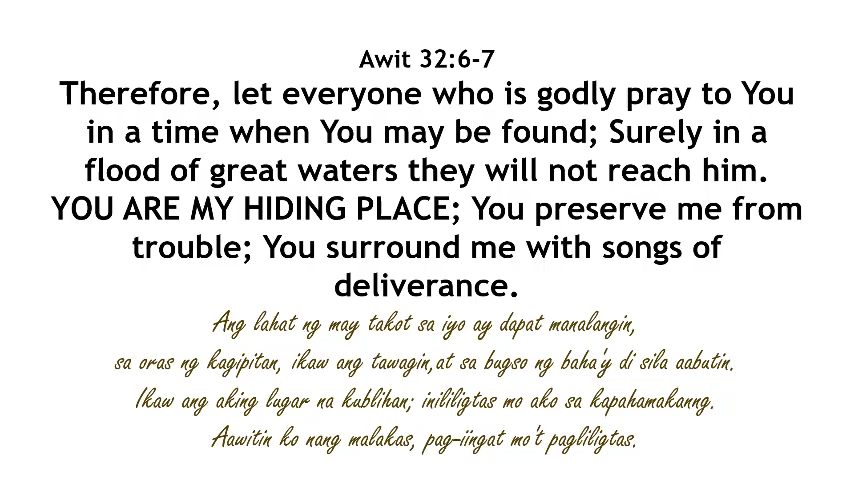 Awit 32:6-7
Therefore, let everyone who is godly pray to You
in a time when You may be found; Surely in a
flood of great waters they will not reach him.
YOU ARE MY HIDING PLACE; You preserve me from
trouble; You surround me with songs of
deliverance.
Ang lahat ng may takot sa iyo ay dapat manalangin,
sa oras ng kagipitan, ikaw ang tawagin,at sa bugso ng baha'y di sila aabutin.
Ikaw ang aking lugar na kublihan; inililigtas mo ako sa kapahamakanng.
Aawitin ko nang malakas, pag-iingat mo't pagliligtas.